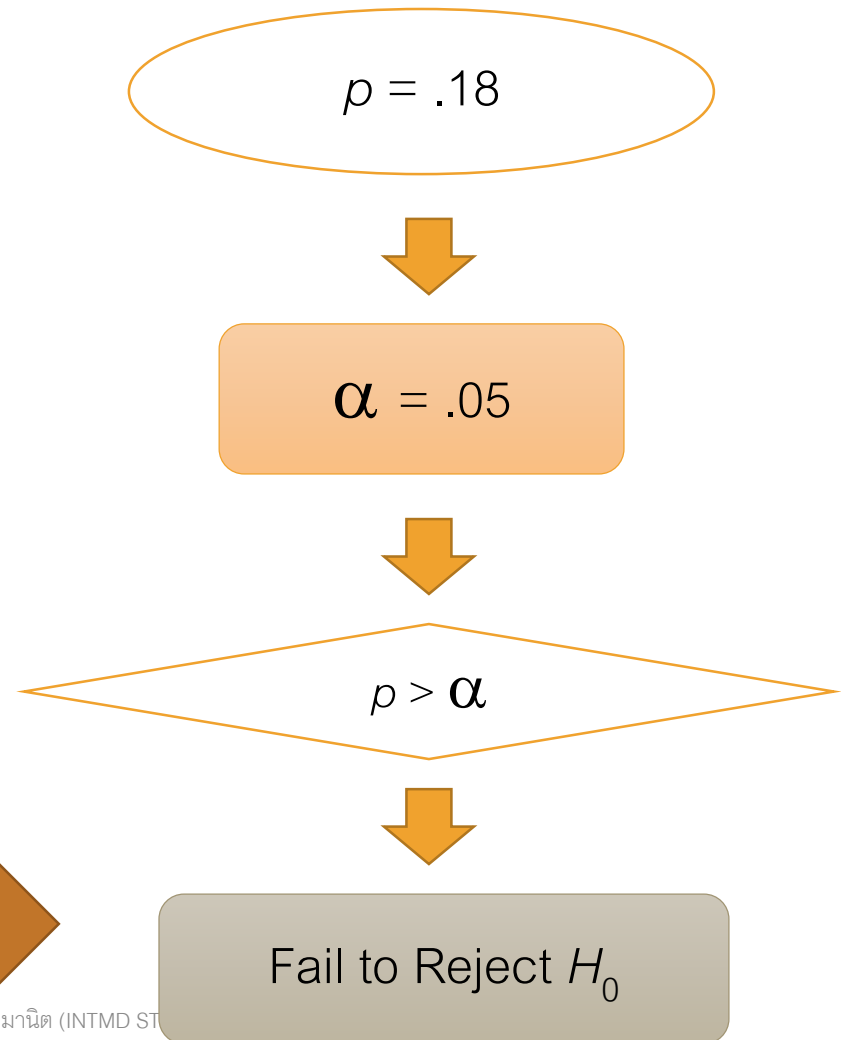 p = .18
α = .05
p > α
Fail to Reject H₀
มานิต (INTMD ST